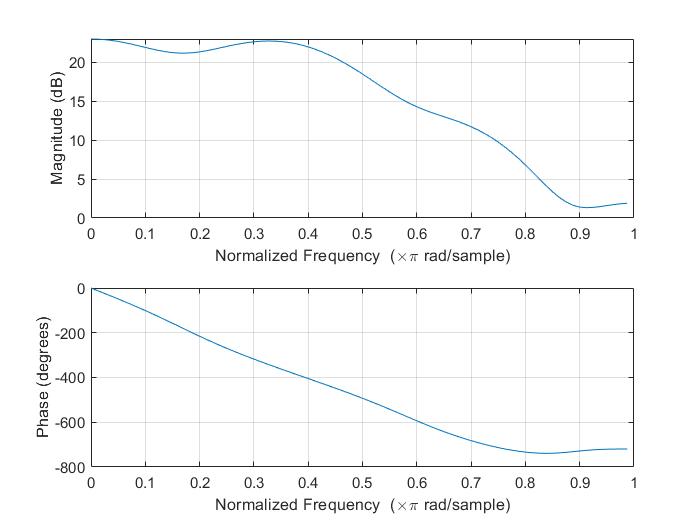 20
15
10
5
0
Magnitude (dB)
0 0.1 0.2 0.3 0.4 0.5 0.6 0.7 0.8 0.9 1
Normalized Frequency (×π rad/sample)
0
-200
-400
-600
-800
Phase (degrees)
0 0.1 0.2 0.3 0.4 0.5 0.6 0.7 0.8 0.9 1
Normalized Frequency (×π rad/sample)